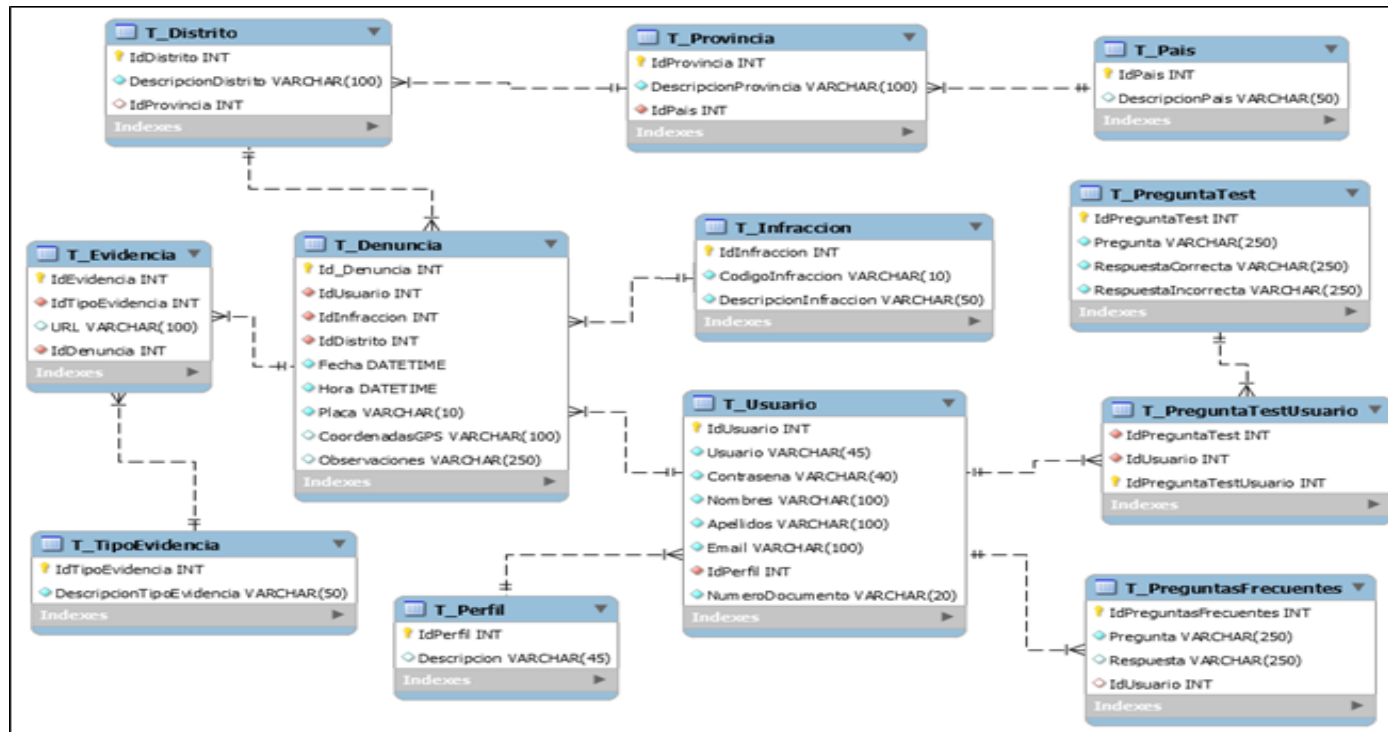 T_Distrito
IdDistrito INT
DescripcionDistrito VARCHAR(100)
IdProvincia INT
Indexes
T_Provincia
IdProvincia INT
DescripcionProvincia VARCHAR(100)
IdPais INT
Indexes
T_Pais
IdPais INT
DescripcionPais VARCHAR(50)
Indexes
T_PreguntaTest
IdPreguntaTest INT
Pregunta VARCHAR(250)
RespuestaCorrecta VARCHAR(250)
RespuestaIncorrecta VARCHAR(250)
Indexes
T_Evidencia
IdEvidencia INT
IdTipoEvidencia INT
URL VARCHAR(100)
IdDenuncia INT
Indexes
T_Denuncia
Id_Denuncia INT
IdUsuario INT
IdInfraccion INT
IdDistrito INT
Fecha DATETIME
Hora DATETIME
Placa VARCHAR(10)
CoordenadasGPS VARCHAR(100)
Observaciones VARCHAR(250)
Indexes
T_Infraccion
IdInfraccion INT
CodigoInfraccion VARCHAR(10)
DescripcionInfraccion VARCHAR(50)
Indexes
T_Usuario
IdUsuario INT
Usuario VARCHAR(45)
Contrasena VARCHAR(40)
Nombres VARCHAR(100)
Apellidos VARCHAR(100)
Email VARCHAR(100)
IdPerfil INT
NumeroDocumento VARCHAR(20)
Indexes
T_PreguntaTestUsuario
IdPreguntaTest INT
IdUsuario INT
IdPreguntaTestUsuario INT
Indexes
T_TipoEvidencia
IdTipoEvidencia INT
DescripcionTipoEvidencia VARCHAR(50)
Indexes
T_Perfil
IdPerfil INT
Descripcion VARCHAR(45)
Indexes
T_PreguntasFrecuentes
IdPreguntasFrecuentes INT
Pregunta VARCHAR(250)
Respuesta VARCHAR(250)
IdUsuario INT
Indexes